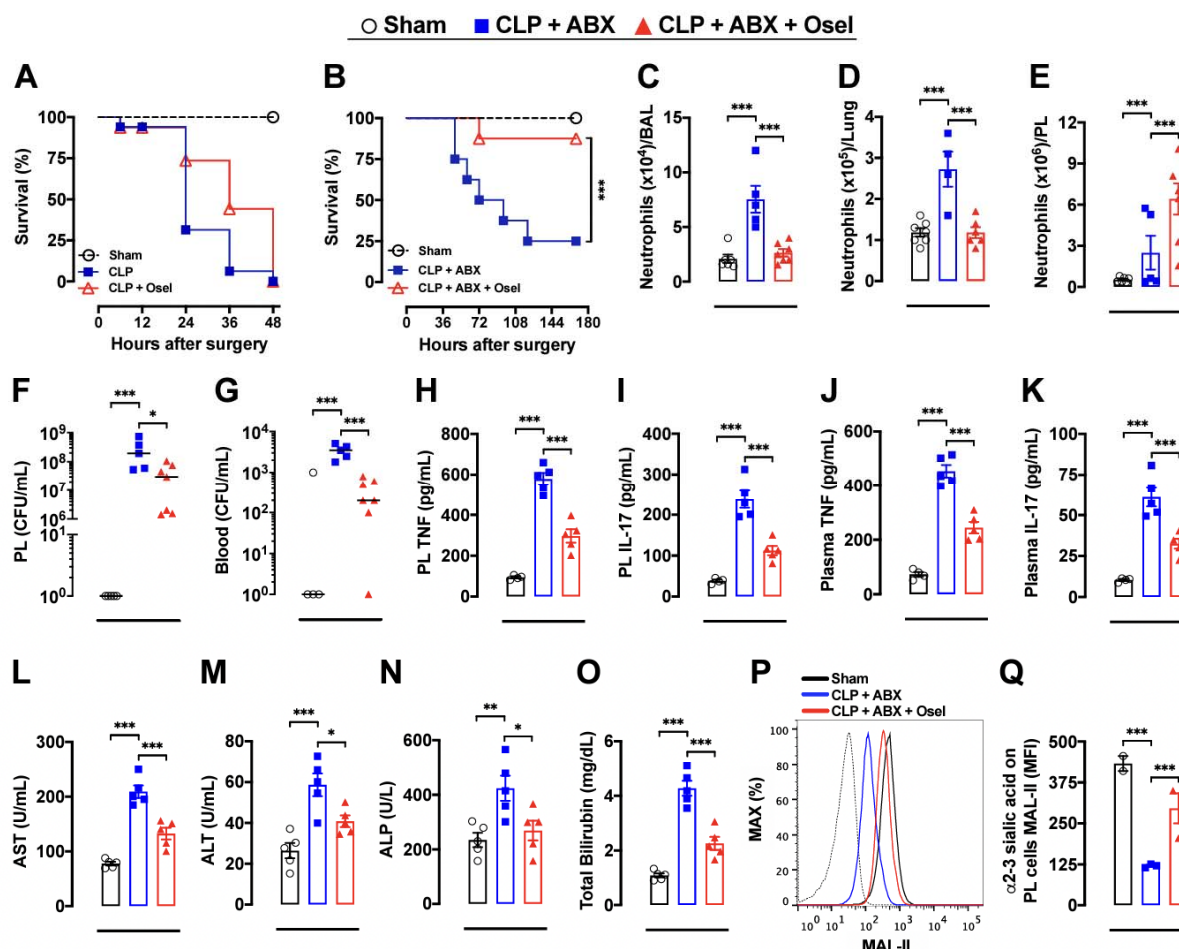 Sham CLP + ABX CLP + ABX + Osel
A
Survival (%)
100
75
50
25
0
Sham
CLP
CLP + Osel
0 12 24 36 48
Hours after surgery
B
Survival (%)
100
75
50
25
0
***
Sham
CLP + ABX
CLP + ABX + Osel
0 36 72 108 144 180
Hours after surgery
C
Neutrophils (x10⁴)/BAL
15
10
5
0
*** ***
D
Neutrophils (x10⁵)/Lung
4
3
2
1
0
*** ***
E
Neutrophils (x10⁶)/PL
12
9
6
3
0
*** ***
F
PL (CFU/mL)
10⁹
10⁸
10⁷
10⁶
10¹
10⁰
*** *
G
Blood (CFU/mL)
10⁴
10³
10²
10¹
10⁰
*** ***
H
PL TNF (pg/mL)
800
600
400
200
0
*** ***
I
PL IL-17 (pg/mL)
400
300
200
100
0
*** ***
J
Plasma TNF (pg/mL)
600
400
200
0
*** ***
K
Plasma IL-17 (pg/mL)
100
75
50
25
0
*** ***
L
AST (U/mL)
300
200
100
0
*** ***
M
ALT (U/mL)
80
60
40
20
0
*** *
N
ALP (U/L)
600
400
200
0
** *
O
Total Bilirubin (mg/dL)
6
4
2
0
*** ***
P
Sham
CLP + ABX
CLP + ABX + Osel
MAX (%)
100
80
60
40
20
0
10⁰ 10¹ 10² 10³ 10⁴ 10⁵
MAL-II
Q
α2-3 sialic acid on
PL cells MAL-II (MFI)
500
375
250
125
0
*** ***